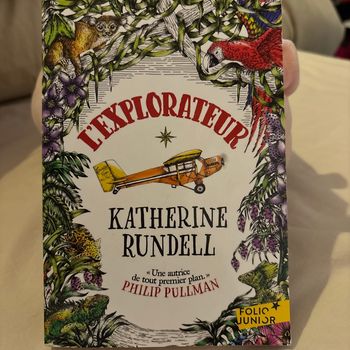 L'EXPLORATEUR
KATHERINE
RUNDELL
« Une autrice
de tout premier plan. »
PHILIP PULLMAN
FOLIO
JUNIOR